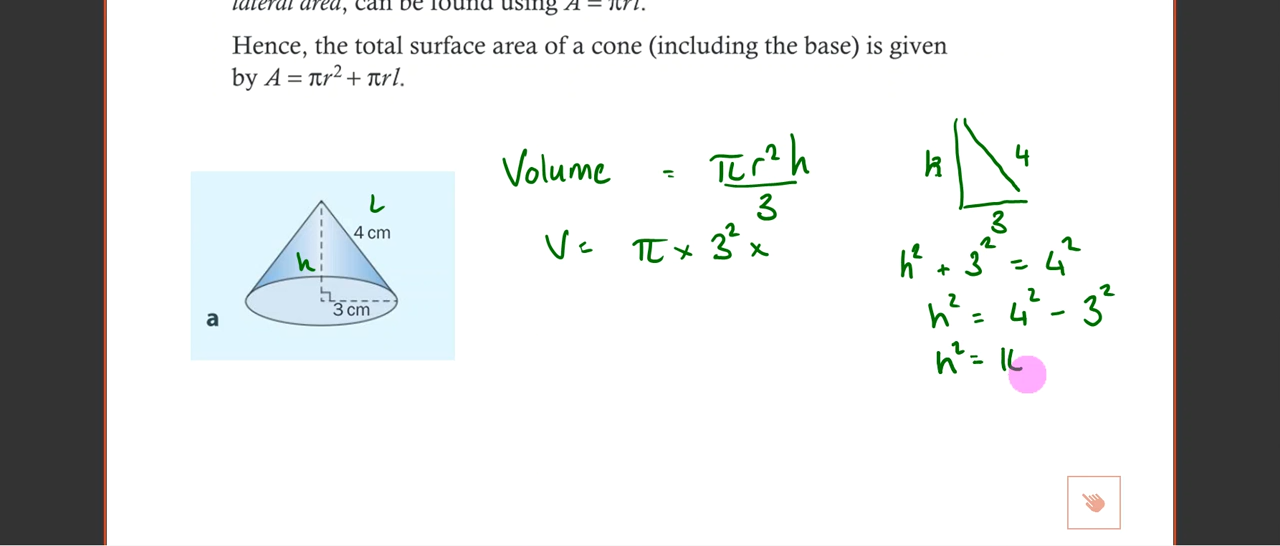 lateral area, can be found using A = πrl.
Hence, the total surface area of a cone (including the base) is given
by A = πr² + πrl.
Volume = πr²h/3
V = π × 3² ×
L
4 cm
h
3 cm
a
h
4
3
h² + 3² = 4²
h² = 4² - 3²
h² = 16